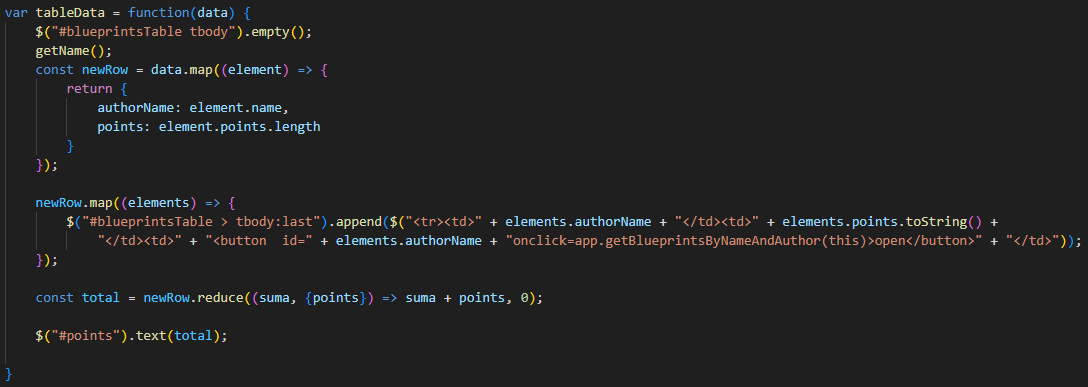 var tableData = function(data) {
    $("#blueprintsTable tbody").empty();
    getName();
    const newRow = data.map((element) => {
        return {
            authorName: element.name,
            points: element.points.length
        }
    });

    newRow.map((elements) => {
        $("#blueprintsTable > tbody:last").append($("<tr><td>" + elements.authorName + "</td><td>" + elements.points.toString() +
            "</td><td>" + "<button  id=" + elements.authorName + "onclick=app.getBlueprintsByNameAndAuthor(this)>open</button>" + "</td>"));
    });

    const total = newRow.reduce((suma, {points}) => suma + points, 0);

    $("#points").text(total);

}